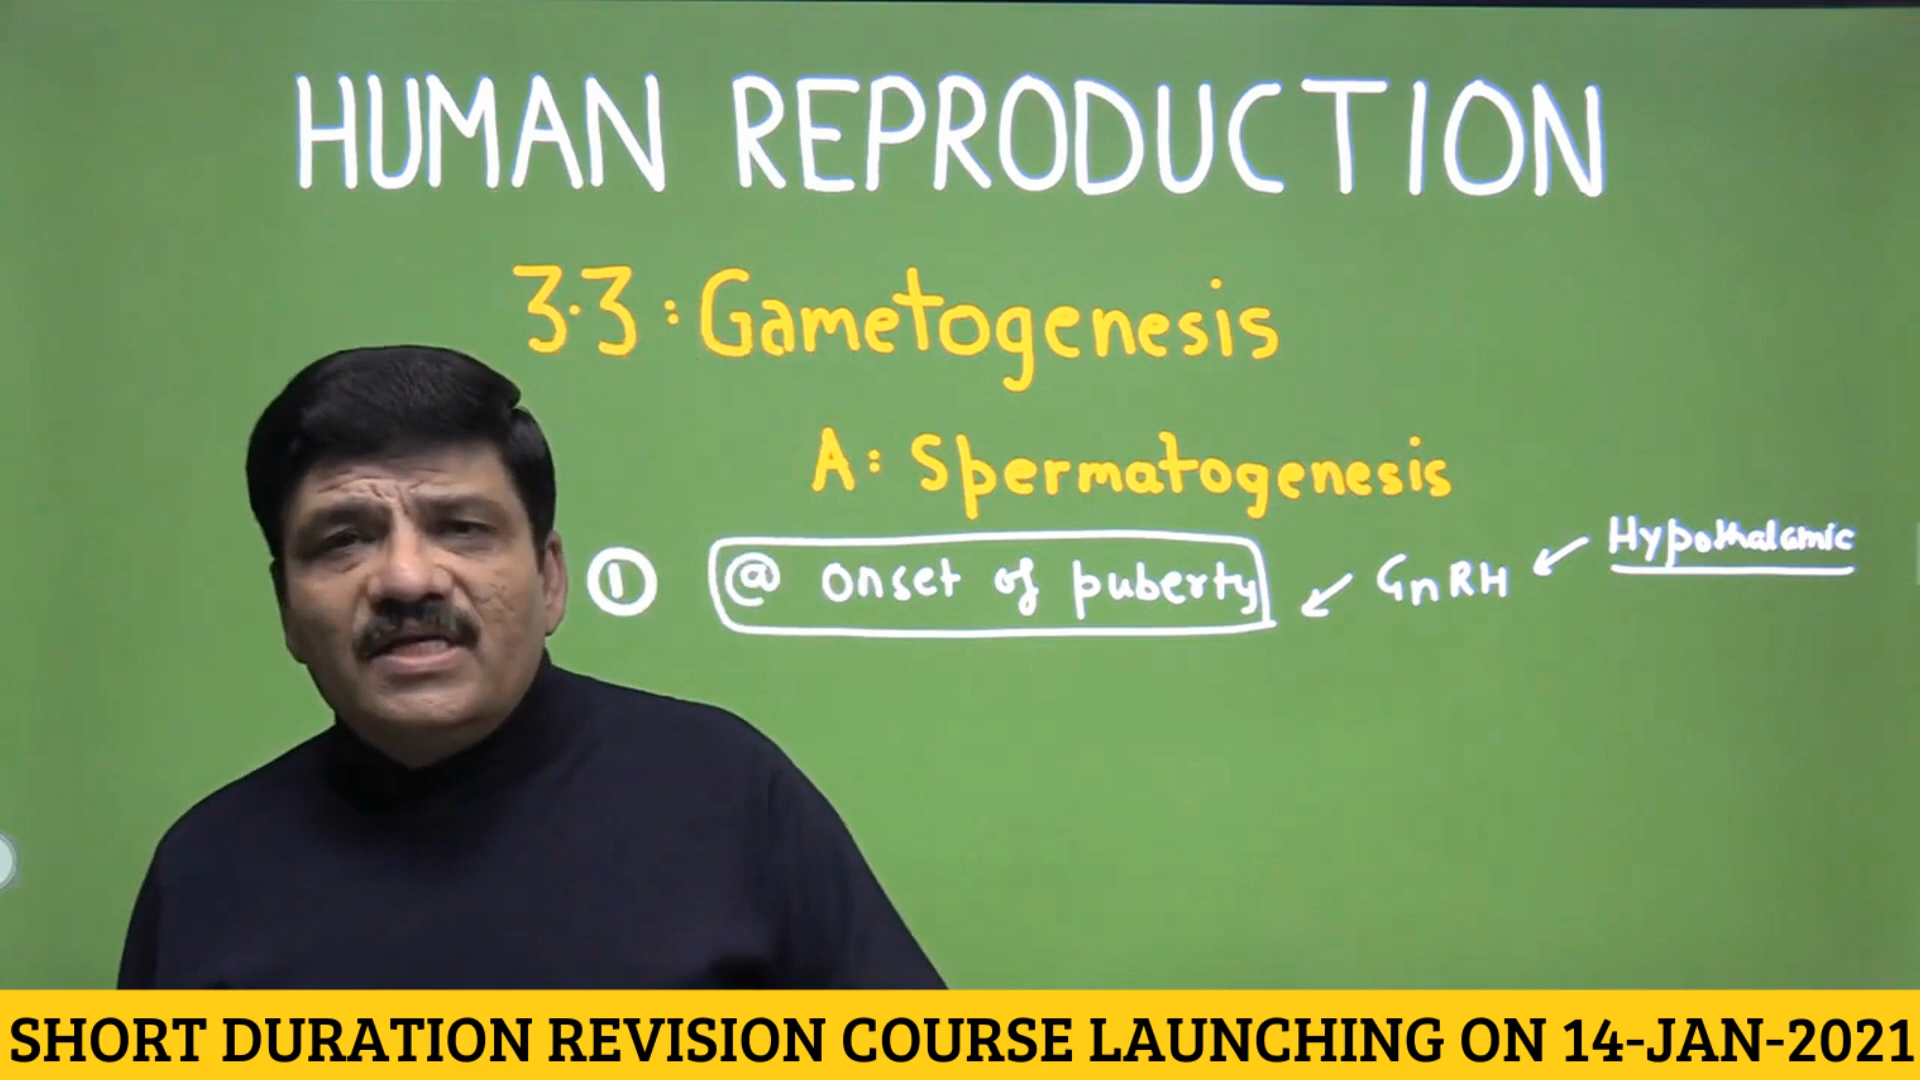 HUMAN REPRODUCTION
3.3 : Gametogenesis
A : Spermatogenesis
① @ onset of puberty ↙ GnRH ↙ Hypothalamic
SHORT DURATION REVISION COURSE LAUNCHING ON 14-JAN-2021